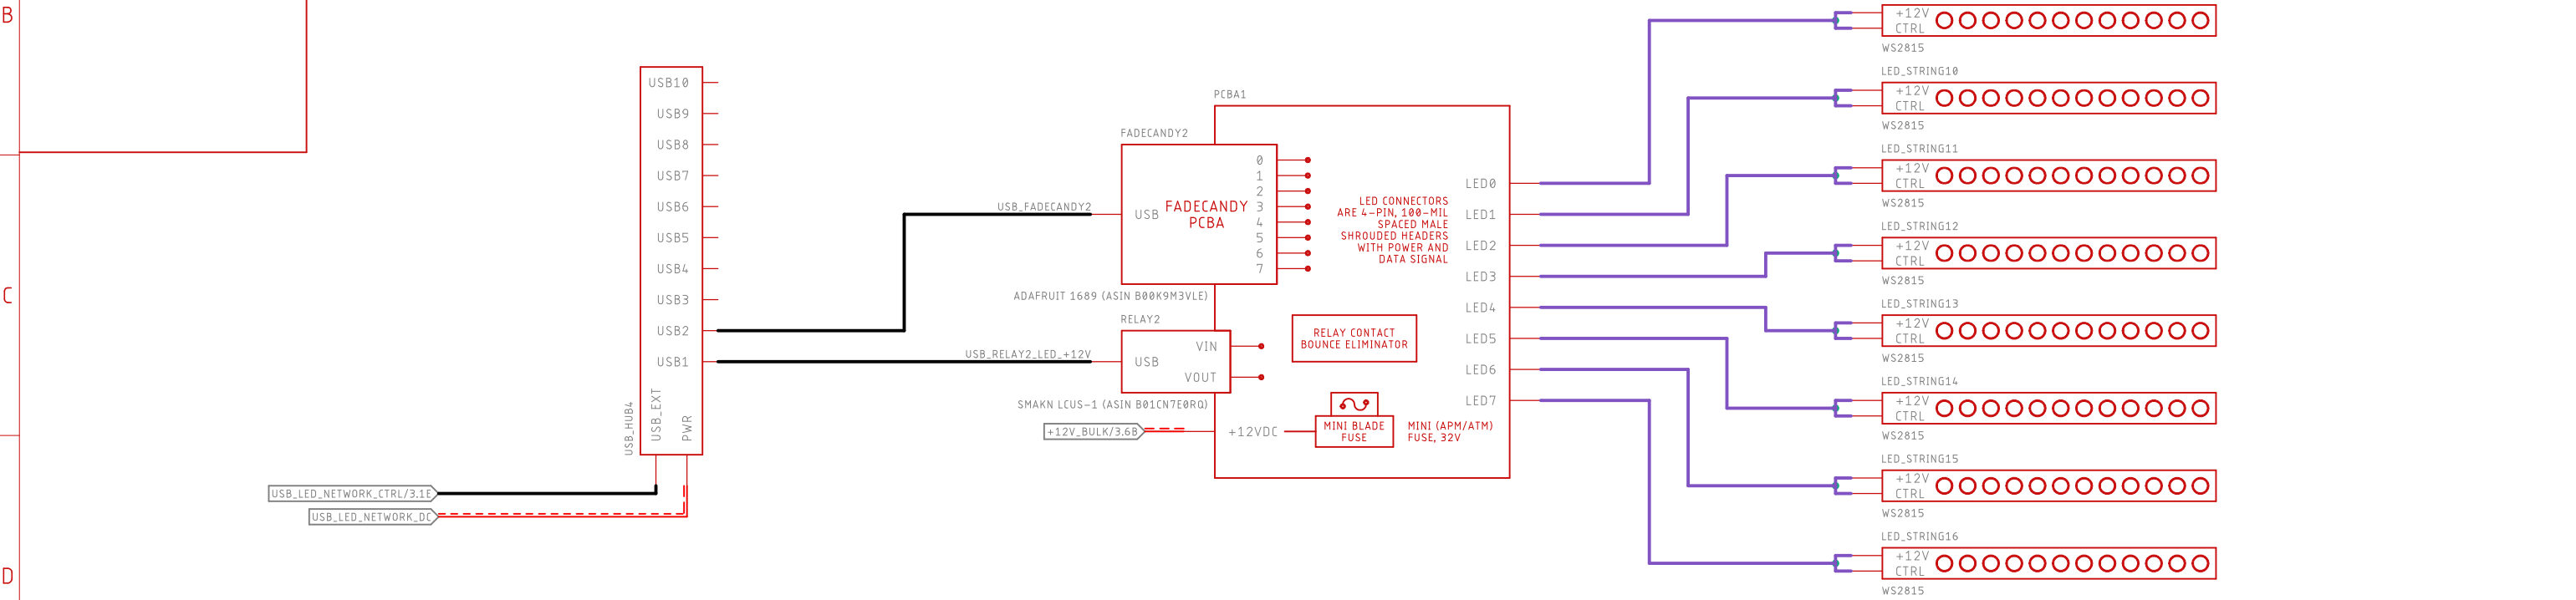 B
C
D
USB10
USB9
USB8
USB7
USB6
USB5
USB4
USB3
USB2
USB1
USB_EXT
PWR
USB_HUB4
USB_LED_NETWORK_CTRL/3.1E
USB_LED_NETWORK_DC
USB_FADECANDY2
USB_RELAY2_LED_+12V
PCBA1
FADECANDY2
USB
FADECANDY
PCBA
0
1
2
3
4
5
6
7
ADAFRUIT 1689 (ASIN B00K9M3VLE)
RELAY2
USB
VIN
VOUT
SMAKN LCUS-1 (ASIN B01CN7E0RQ)
+12V_BULK/3.6B
+12VDC
LED CONNECTORS
ARE 4-PIN, 100-MIL
SPACED MALE
SHROUDED HEADERS
WITH POWER AND
DATA SIGNAL
RELAY CONTACT
BOUNCE ELIMINATOR
MINI BLADE
FUSE
MINI (APM/ATM)
FUSE, 32V
LED0
LED1
LED2
LED3
LED4
LED5
LED6
LED7
+12V
CTRL
WS2815
LED_STRING10
+12V
CTRL
WS2815
LED_STRING11
+12V
CTRL
WS2815
LED_STRING12
+12V
CTRL
WS2815
LED_STRING13
+12V
CTRL
WS2815
LED_STRING14
+12V
CTRL
WS2815
LED_STRING15
+12V
CTRL
WS2815
LED_STRING16
+12V
CTRL
WS2815